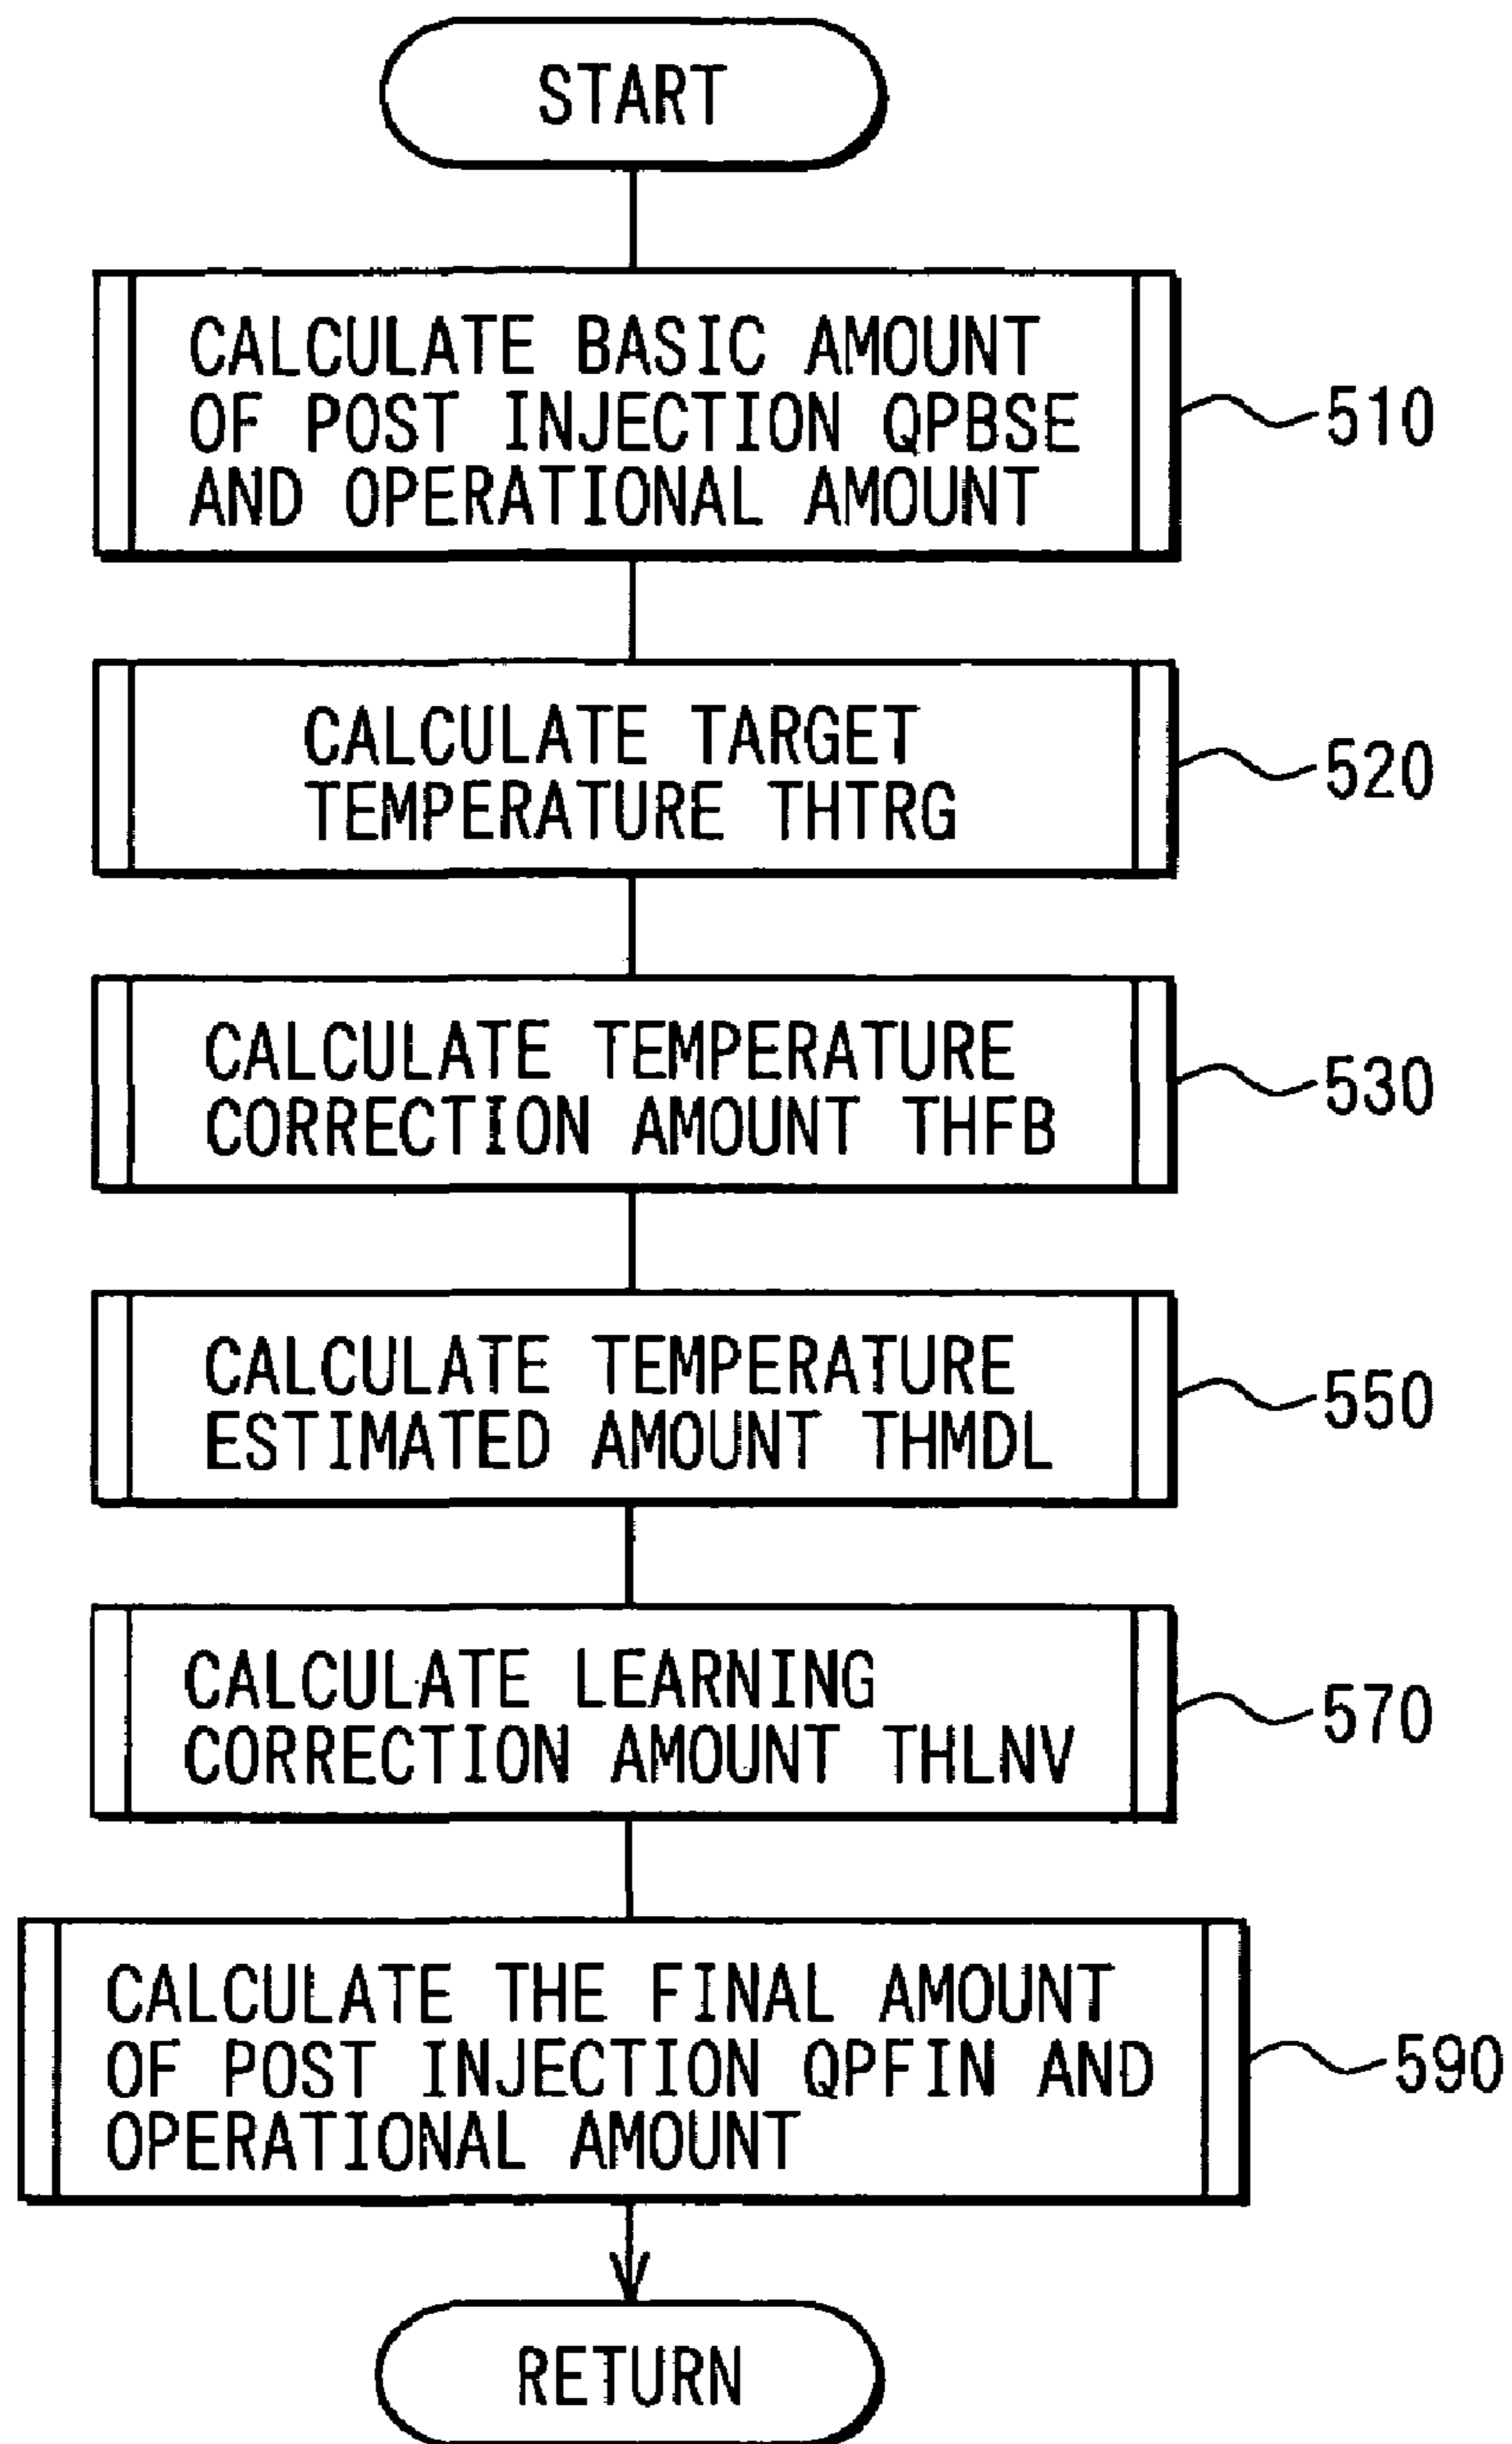 START
CALCULATE BASIC AMOUNT
OF POST INJECTION QPBSE
AND OPERATIONAL AMOUNT
510
CALCULATE TARGET
TEMPERATURE THTRG
520
CALCULATE TEMPERATURE
CORRECTION AMOUNT THFB
530
CALCULATE TEMPERATURE
ESTIMATED AMOUNT THMDL
550
CALCULATE LEARNING
CORRECTION AMOUNT THLNV
570
CALCULATE THE FINAL AMOUNT
OF POST INJECTION QPFIN AND
OPERATIONAL AMOUNT
590
RETURN